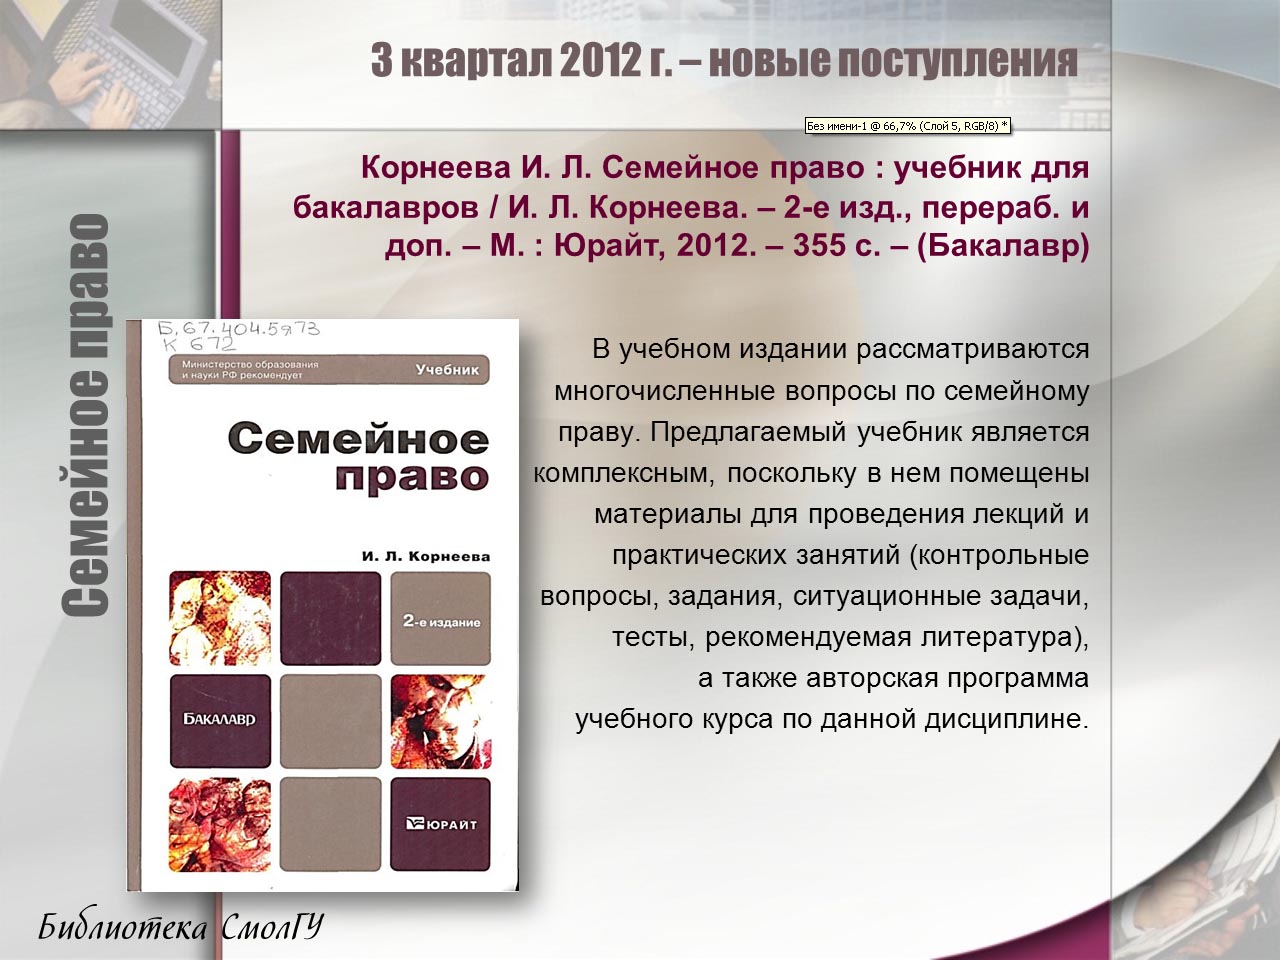 3 квартал 2012 г. – новые поступления
Без имени-1 @ 66,7% (Слой 5, RGB/8) *
Корнеева И. Л. Семейное право : учебник для
бакалавров / И. Л. Корнеева. – 2-е изд., перераб. и
доп. – М. : Юрайт, 2012. – 355 с. – (Бакалавр)
Семейное право
Б,67.404.5я73
К 672
Министерство образования
и науки РФ рекомендует
Учебник
Семейное
право
И. Л. Корнеева
2-е издание
БАКАЛАВР
ЮРАЙТ
В учебном издании рассматриваются
многочисленные вопросы по семейному
праву. Предлагаемый учебник является
комплексным, поскольку в нем помещены
материалы для проведения лекций и
практических занятий (контрольные
вопросы, задания, ситуационные задачи,
тесты, рекомендуемая литература),
а также авторская программа
учебного курса по данной дисциплине.
Библиотека СмолГУ